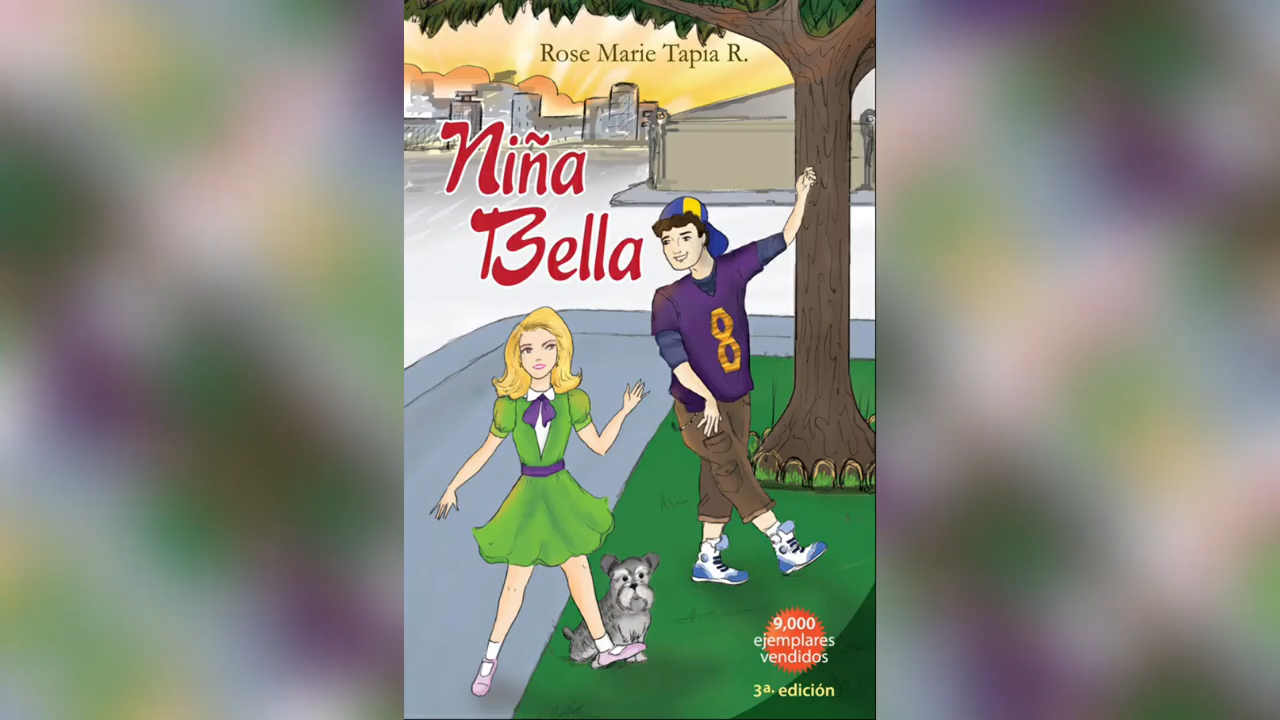 Rose Marie Tapia R.
Niña
Bella
8
9,000
ejemplares
vendidos
3ª. edición